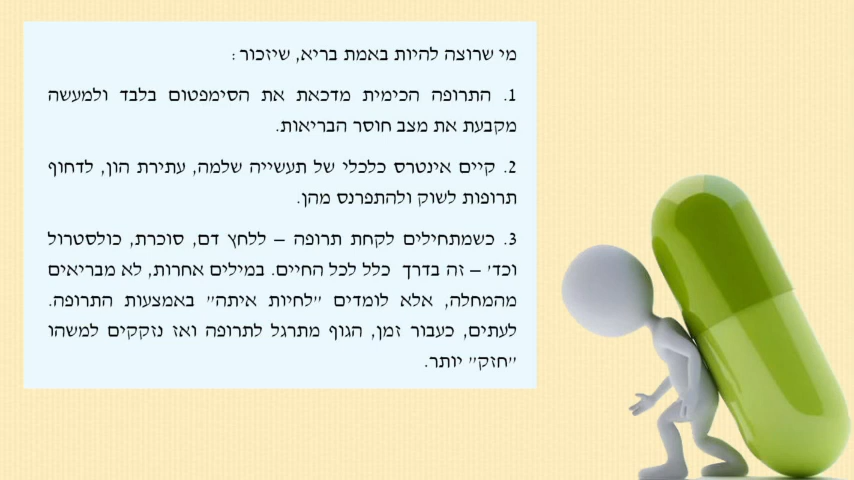 מי שרוצה להיות באמת בריא, שיזכור :
1. התרופה הכימית מדכאת את הסימפטום בלבד ולמעשה
מקבעת את מצב חוסר הבריאות.
2. קיים אינטרס כלכלי של תעשייה שלמה, עתירת הון, לדחוף
תרופות לשוק ולהתפרנס מהן.
3. כשמתחילים לקחת תרופה – ללחץ דם, סוכרת, כולסטרול
וכד' – זה בדרך כלל לכל החיים. במילים אחרות, לא מבריאים
מהמחלה, אלא לומדים "לחיות איתה" באמצעות התרופה.
לעתים, כעבור זמן, הגוף מתרגל לתרופה ואז נזקקים למשהו
"חזק" יותר.